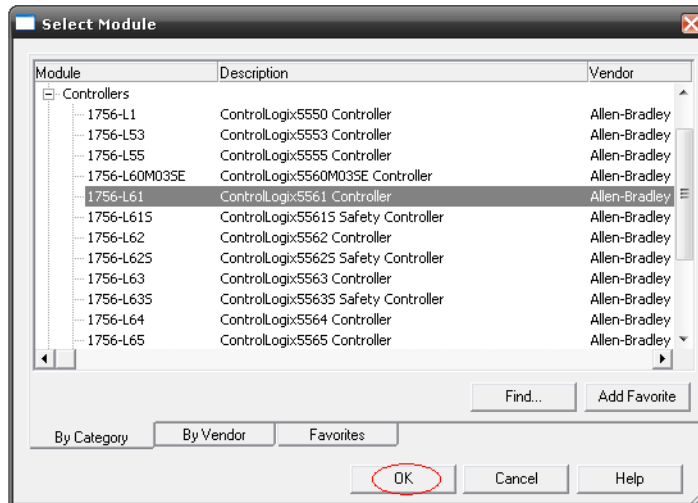 Select Module
Module Description Vendor
Controllers
1756-L1 ControlLogix5550 Controller Allen-Bradley
1756-L53 ControlLogix5553 Controller Allen-Bradley
1756-L55 ControlLogix5555 Controller Allen-Bradley
1756-L60M03SE ControlLogix5560M03SE Controller Allen-Bradley
1756-L61 ControlLogix5561 Controller Allen-Bradley
1756-L61S ControlLogix5561S Safety Controller Allen-Bradley
1756-L62 ControlLogix5562 Controller Allen-Bradley
1756-L62S ControlLogix5562S Safety Controller Allen-Bradley
1756-L63 ControlLogix5563 Controller Allen-Bradley
1756-L63S ControlLogix5563S Safety Controller Allen-Bradley
1756-L64 ControlLogix5564 Controller Allen-Bradley
1756-L65 ControlLogix5565 Controller Allen-Bradley
Find... Add Favorite
By Category By Vendor Favorites
OK Cancel Help